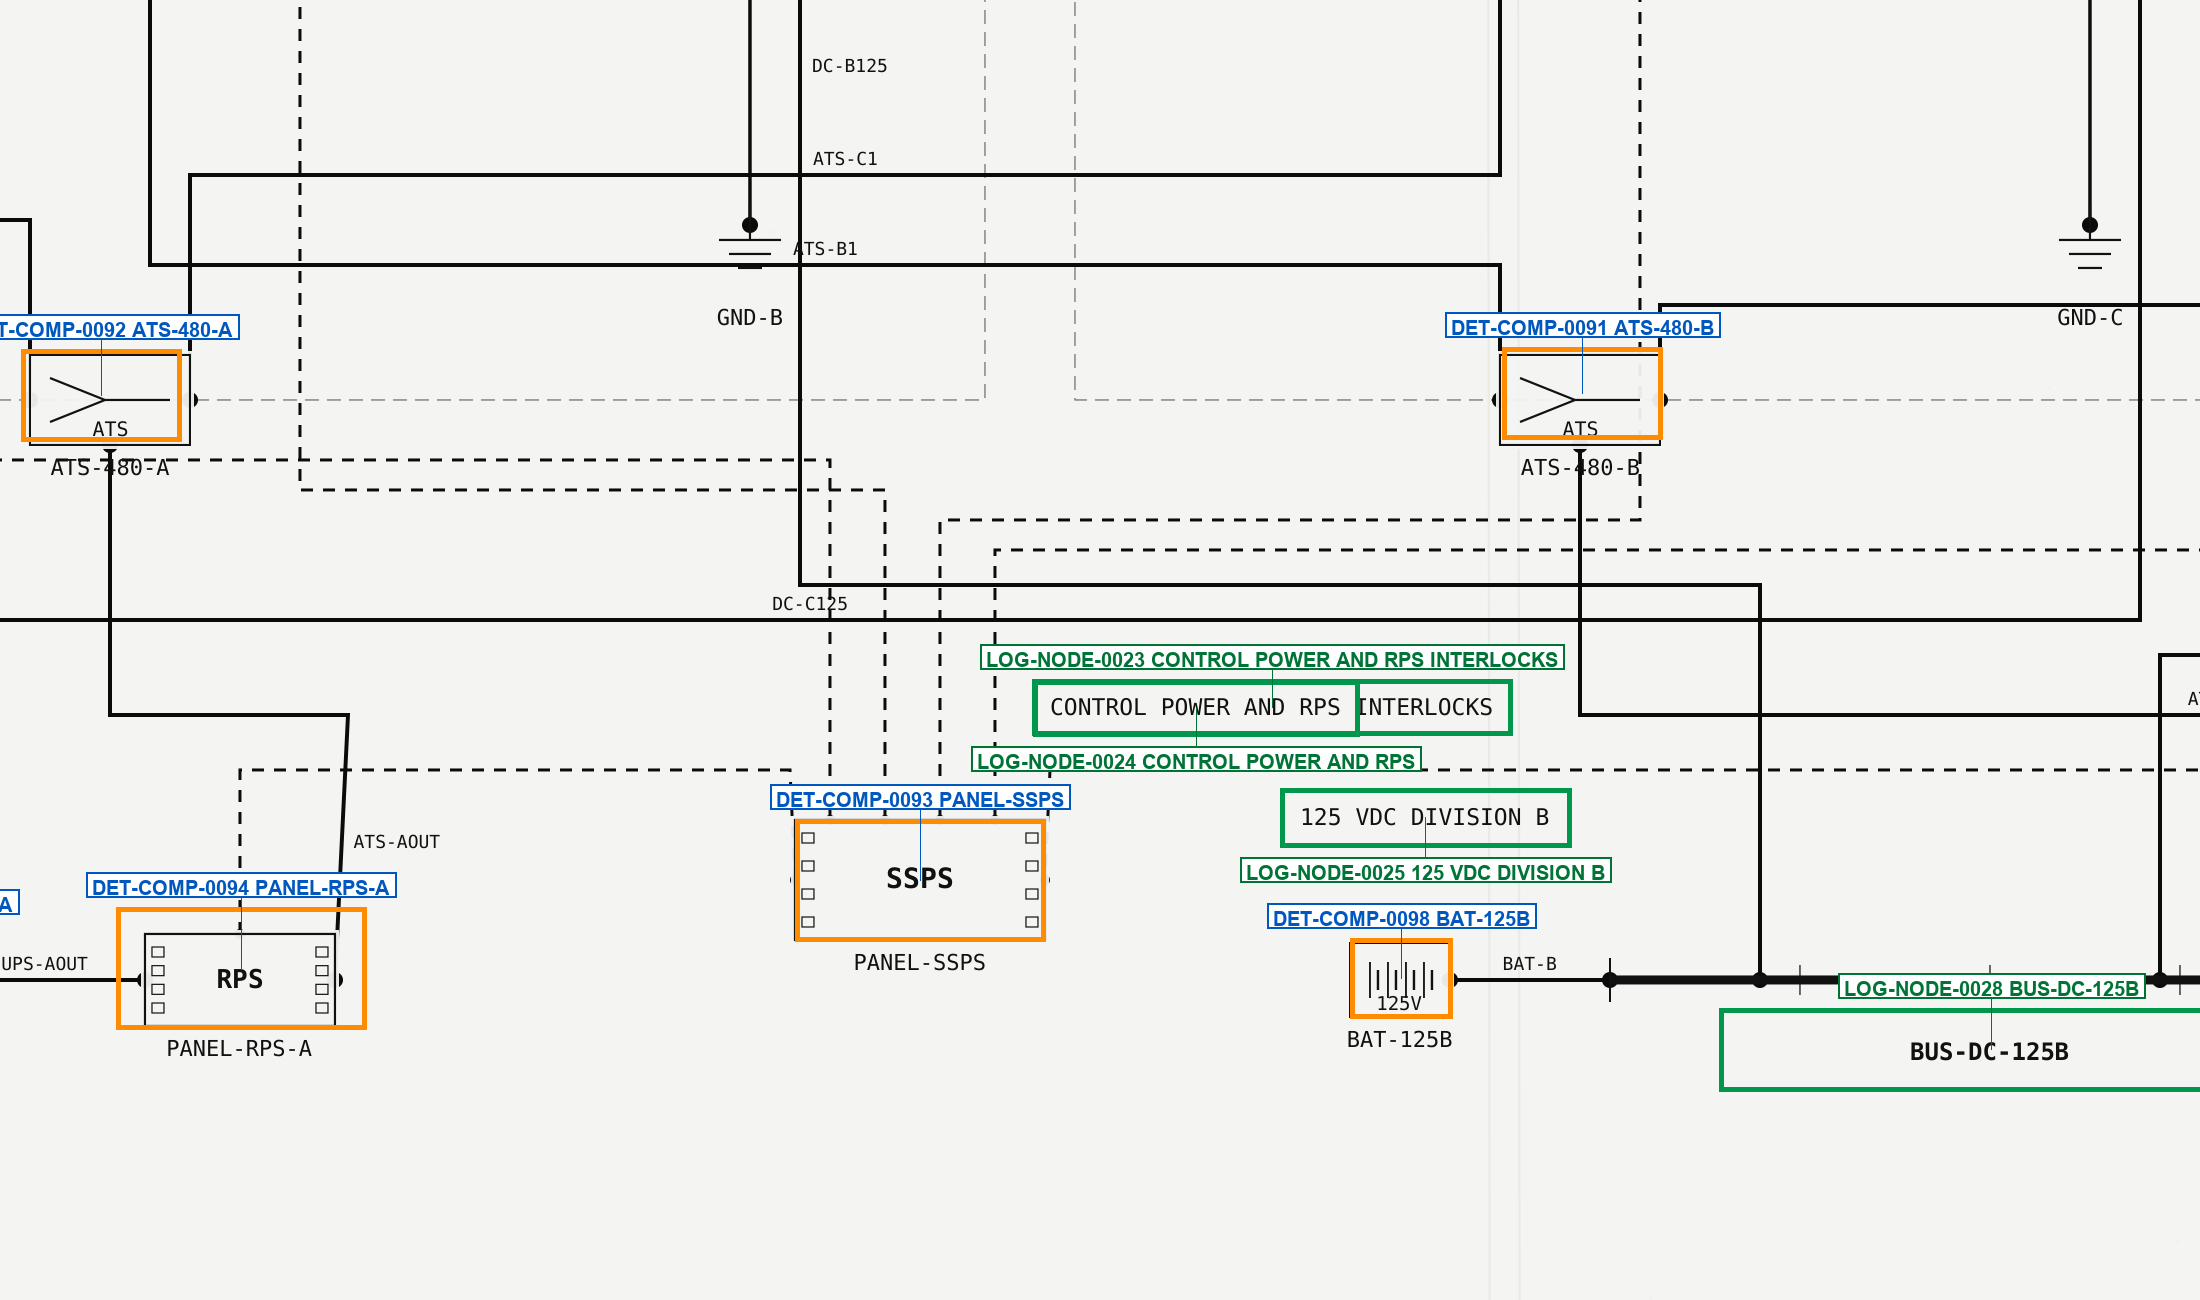 DC-B125
ATS-C1
ATS-B1
GND-B
GND-C
T-COMP-0092 ATS-480-A
DET-COMP-0091 ATS-480-B
ATS
ATS
ATS-480-A
ATS-480-B
DC-C125
LOG-NODE-0023 CONTROL POWER AND RPS INTERLOCKS
CONTROL POWER AND RPS INTERLOCKS
AT
LOG-NODE-0024 CONTROL POWER AND RPS
DET-COMP-0093 PANEL-SSPS
125 VDC DIVISION B
ATS-AOUT
LOG-NODE-0025 125 VDC DIVISION B
SSPS
DET-COMP-0094 PANEL-RPS-A
A
DET-COMP-0098 BAT-125B
UPS-AOUT
RPS
PANEL-SSPS
BAT-B
125V
LOG-NODE-0028 BUS-DC-125B
BAT-125B
PANEL-RPS-A
BUS-DC-125B